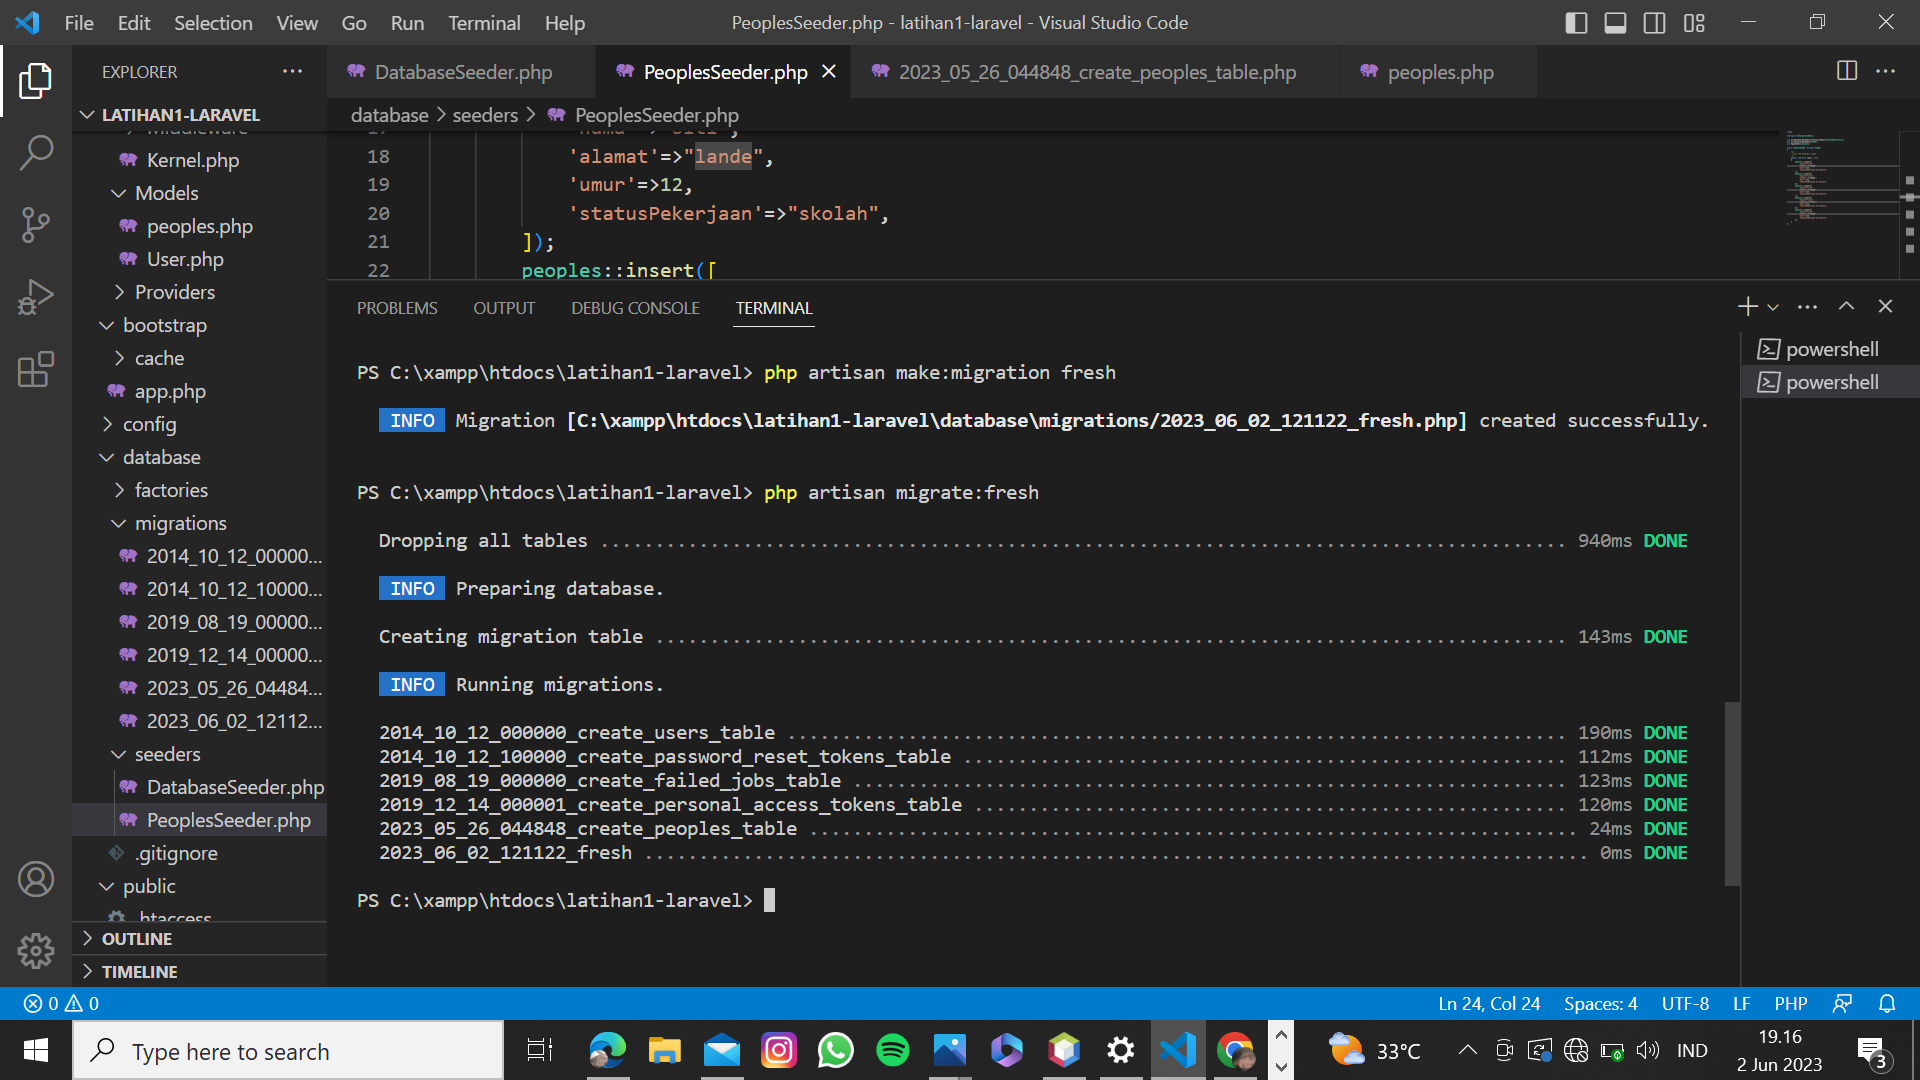 File Edit Selection View Go Run Terminal Help
PeoplesSeeder.php - latihan1-laravel - Visual Studio Code
EXPLORER
DatabaseSeeder.php
PeoplesSeeder.php
2023_05_26_044848_create_peoples_table.php
peoples.php
LATIHAN1-LARAVEL
database > seeders > PeoplesSeeder.php
Middleware
Kernel.php
Models
peoples.php
User.php
Providers
bootstrap
cache
app.php
config
database
factories
migrations
2014_10_12_00000...
2014_10_12_10000...
2019_08_19_00000...
2019_12_14_00000...
2023_05_26_04484...
2023_06_02_12112...
seeders
DatabaseSeeder.php
PeoplesSeeder.php
.gitignore
public
.htaccess
OUTLINE
TIMELINE
18 'alamat'=>"lande",
19 'umur'=>12,
20 'statusPekerjaan'=>"skolah",
21 ]);
22 peoples::insert([
PROBLEMS OUTPUT DEBUG CONSOLE TERMINAL
powershell
powershell
PS C:\xampp\htdocs\latihan1-laravel> php artisan make:migration fresh
INFO Migration [C:\xampp\htdocs\latihan1-laravel\database\migrations/2023_06_02_121122_fresh.php] created successfully.
PS C:\xampp\htdocs\latihan1-laravel> php artisan migrate:fresh
Dropping all tables ........................................ 940ms DONE
INFO Preparing database.
Creating migration table ........................................ 143ms DONE
INFO Running migrations.
2014_10_12_000000_create_users_table ........................................ 190ms DONE
2014_10_12_100000_create_password_reset_tokens_table ........................................ 112ms DONE
2019_08_19_000000_create_failed_jobs_table ........................................ 123ms DONE
2019_12_14_000001_create_personal_access_tokens_table ........................................ 120ms DONE
2023_05_26_044848_create_peoples_table ........................................ 24ms DONE
2023_06_02_121122_fresh ........................................ 0ms DONE
PS C:\xampp\htdocs\latihan1-laravel>
0 0
Ln 24, Col 24 Spaces: 4 UTF-8 LF PHP
Type here to search
33°C
IND
19.16
2 Jun 2023
3